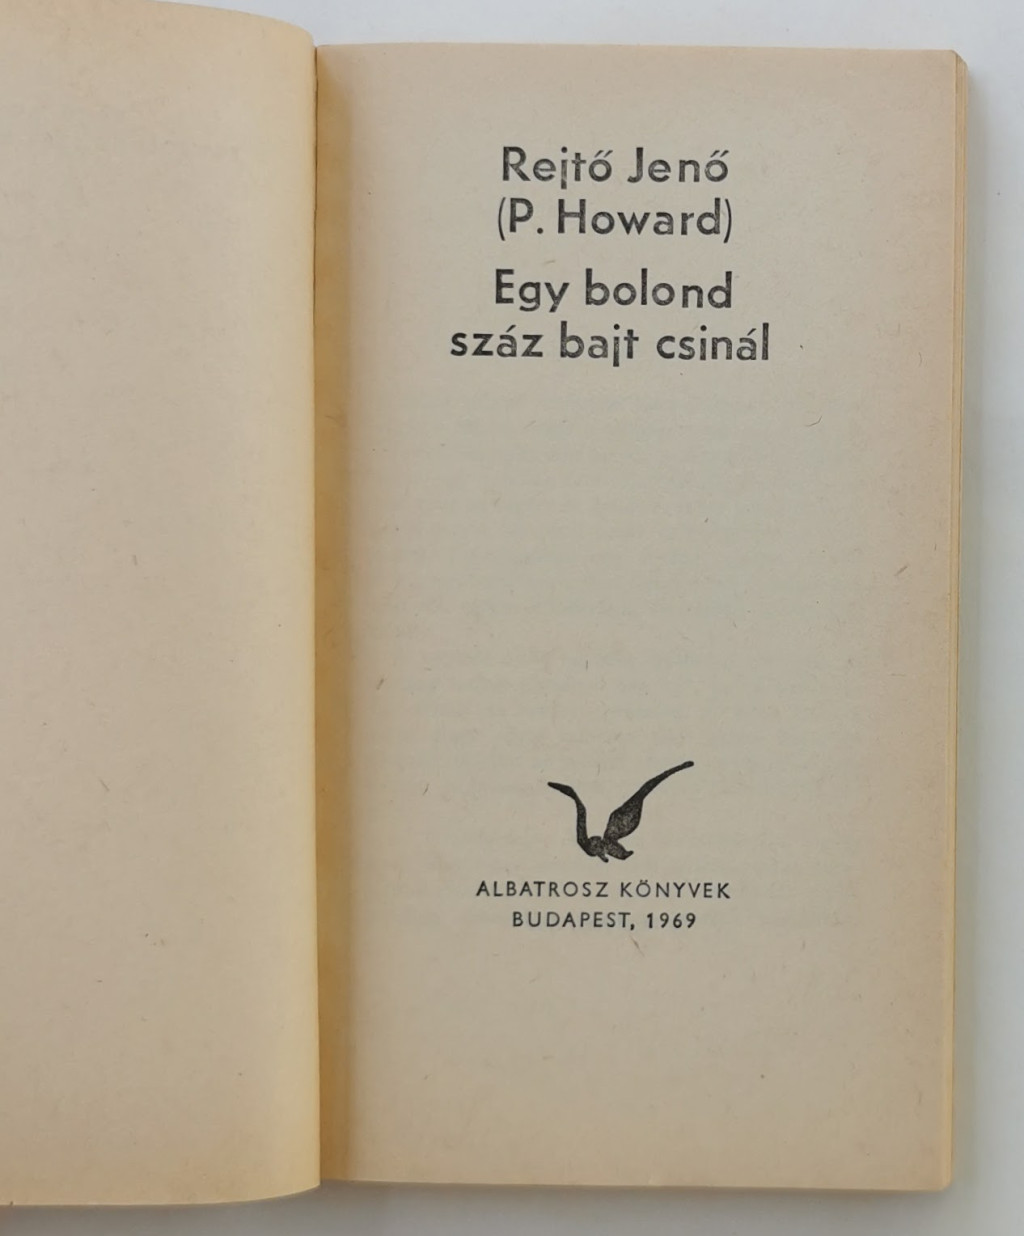 Rejtő Jenő
(P. Howard)
Egy bolond
száz bajt csinál
ALBATROSZ KÖNYVEK
BUDAPEST, 1969